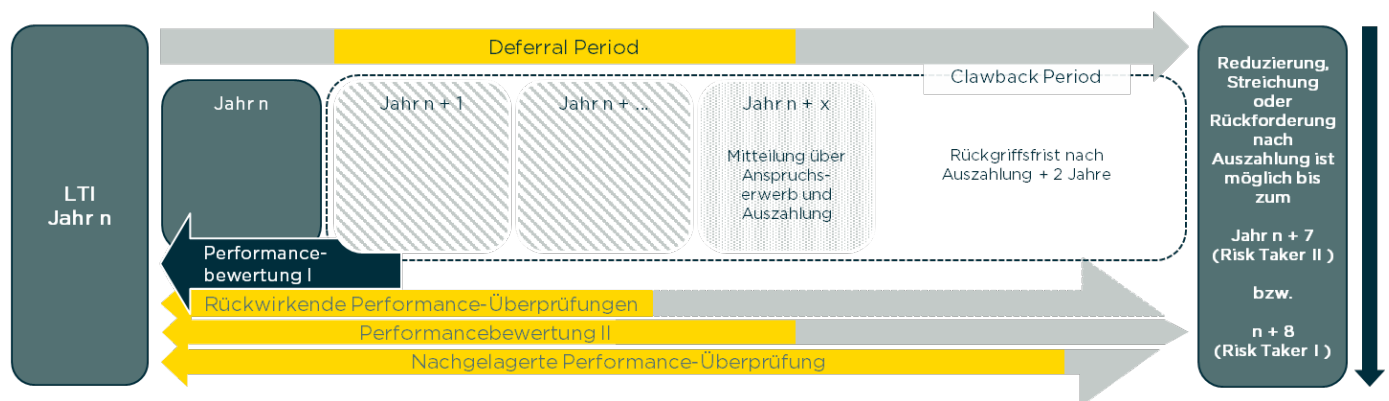 LTI
Jahr n
Deferral Period
Clawback Period
Jahr n
Jahr n + 1
Jahr n + ...
Jahr n + x
Mitteilung über
Anspruchs-
erwerb und
Auszahlung
Rückgriffsfrist nach
Auszahlung + 2 Jahre
Performance-
bewertung I
Rückwirkende Performance-Überprüfungen
Performancebewertung II
Nachgelagerte Performance-Überprüfung
Reduzierung,
Streichung
oder
Rückforderung
nach
Auszahlung ist
möglich bis
zum
Jahr n + 7
(Risk Taker II )
bzw.
n + 8
(Risk Taker I )